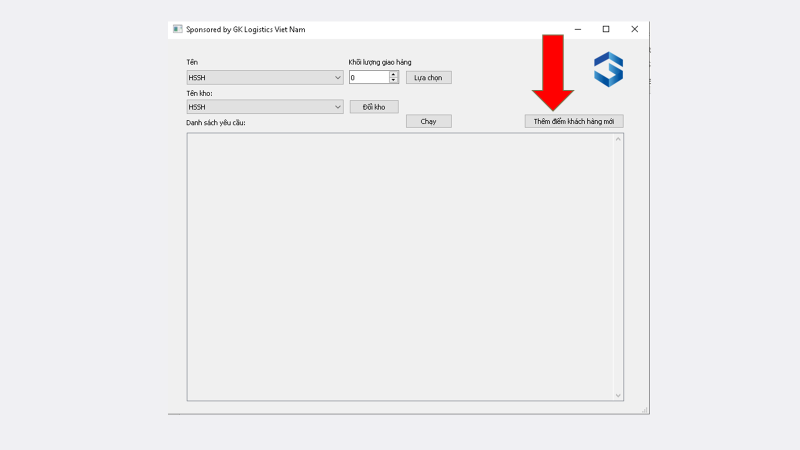 Sponsored by GK Logistics Viet Nam
Tên
Khối lượng giao hàng
HSSH
0
Lựa chọn
Tên kho:
HSSH
Đổi kho
Danh sách yêu cầu:
Chạy
Thêm điểm khách hàng mới